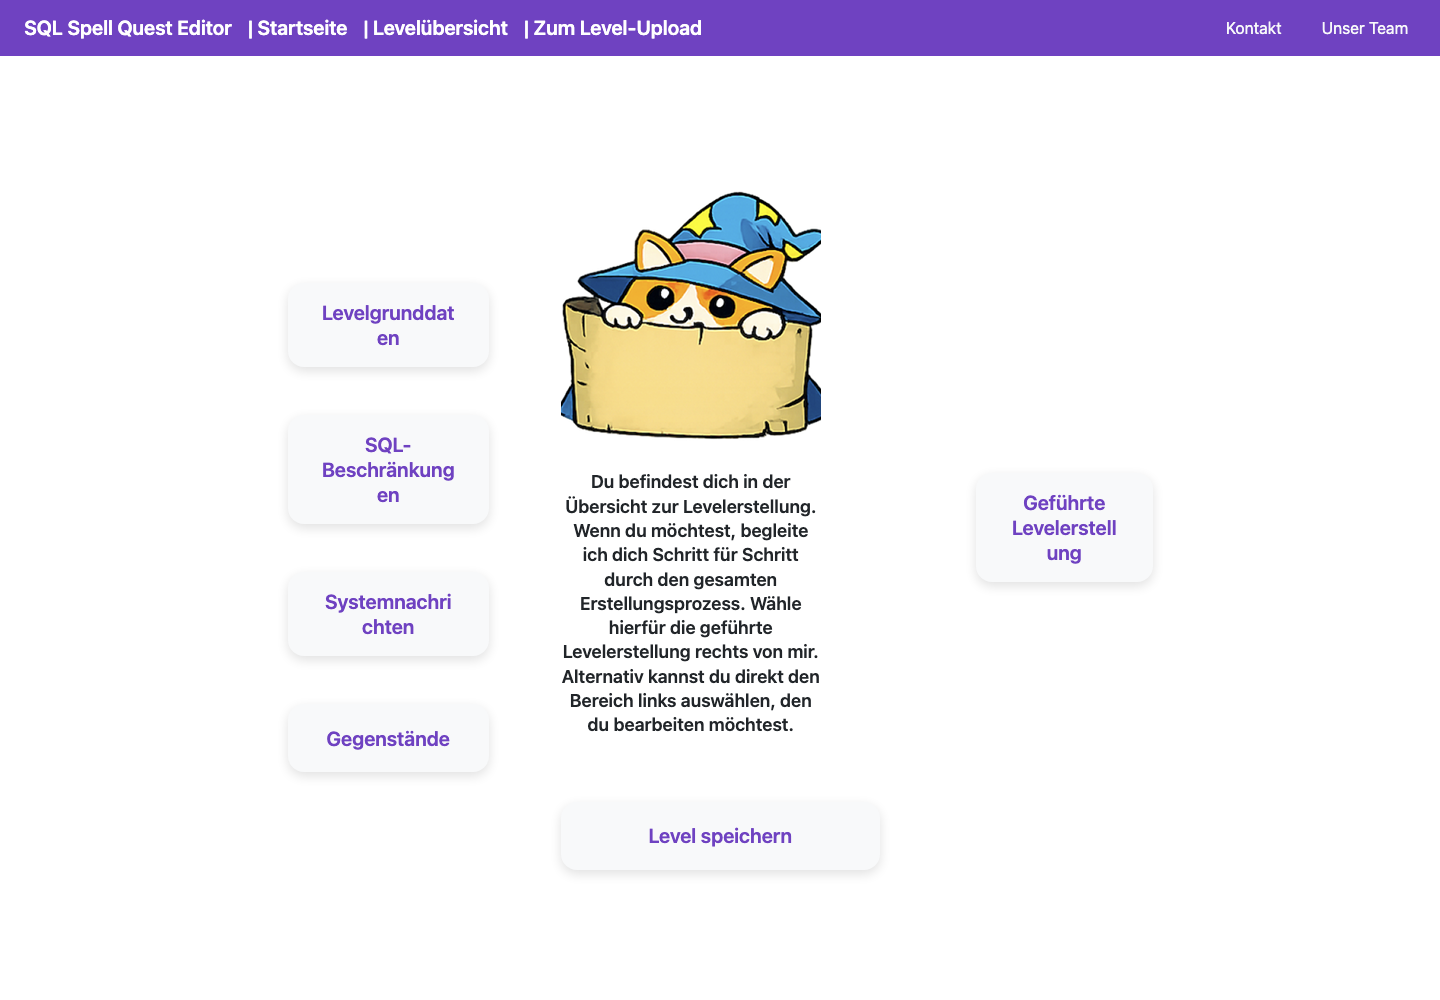 SQL Spell Quest Editor | Startseite | Levelübersicht | Zum Level-Upload Kontakt Unser Team
Levelgrunddat
en
SQL-
Beschränkung
en
Systemnachri
chten
Gegenstände
Du befindest dich in der
Übersicht zur Levelerstellung.
Wenn du möchtest, begleite
ich dich Schritt für Schritt
durch den gesamten
Erstellungsprozess. Wähle
hierfür die geführte
Levelerstellung rechts von mir.
Alternativ kannst du direkt den
Bereich links auswählen, den
du bearbeiten möchtest.
Level speichern
Geführte
Levelerstell
ung